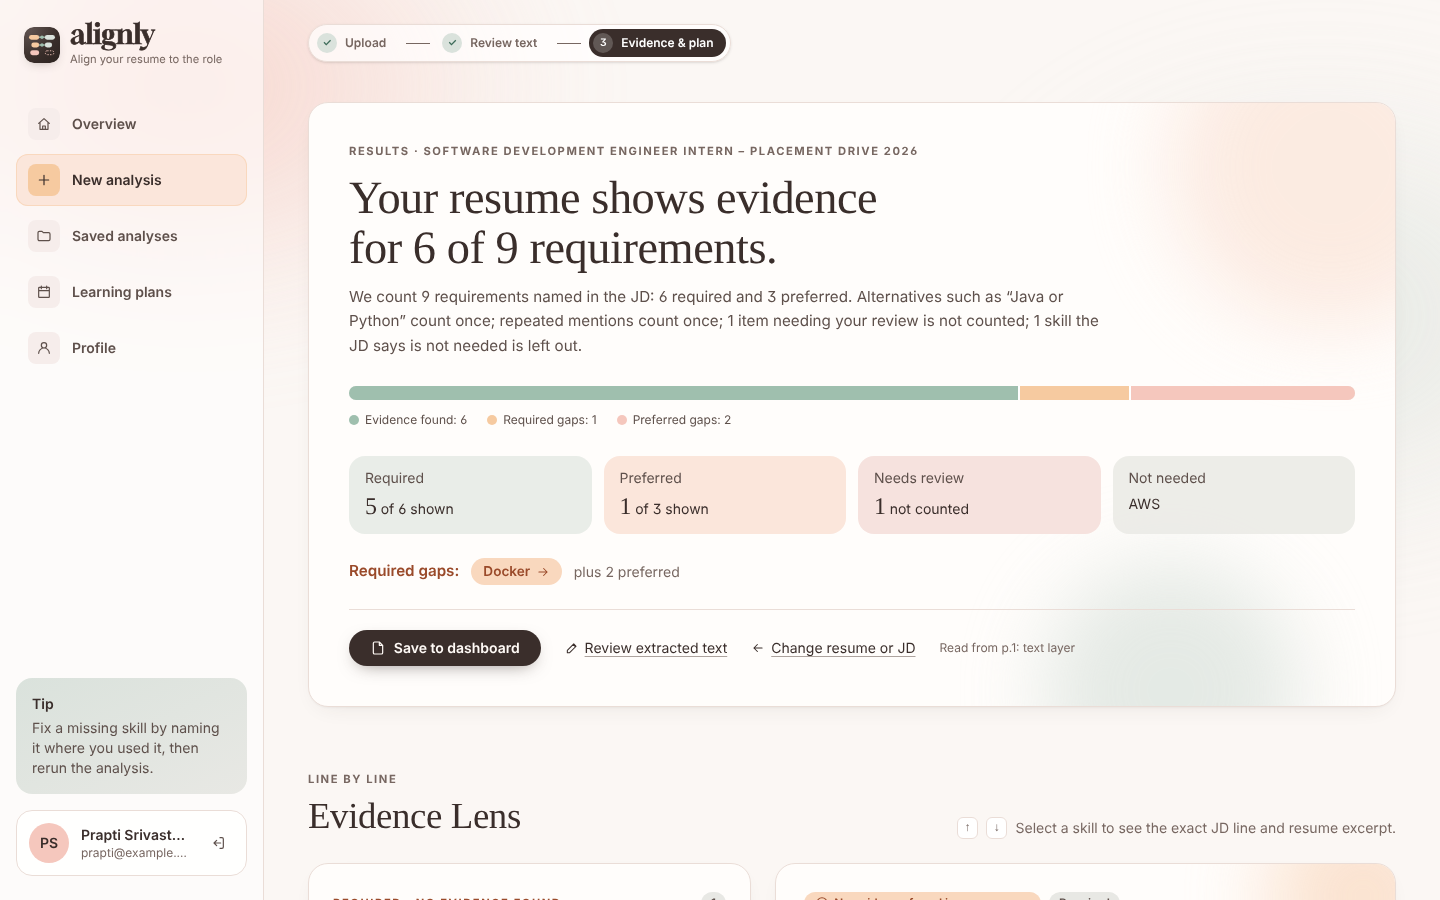 alignly
Align your resume to the role
Overview
New analysis
Saved analyses
Learning plans
Profile
Tip
Fix a missing skill by naming
it where you used it, then
rerun the analysis.
PS
Prapti Srivast...
prapti@example....
Upload
Review text
3 Evidence & plan
RESULTS · SOFTWARE DEVELOPMENT ENGINEER INTERN – PLACEMENT DRIVE 2026
Your resume shows evidence
for 6 of 9 requirements.
We count 9 requirements named in the JD: 6 required and 3 preferred. Alternatives such as “Java or
Python” count once; repeated mentions count once; 1 item needing your review is not counted; 1 skill the
JD says is not needed is left out.
Evidence found: 6
Required gaps: 1
Preferred gaps: 2
Required
5 of 6 shown
Preferred
1 of 3 shown
Needs review
1 not counted
Not needed
AWS
Required gaps: Docker → plus 2 preferred
Save to dashboard
Review extracted text
← Change resume or JD
Read from p.1: text layer
LINE BY LINE
Evidence Lens
↑ ↓ Select a skill to see the exact JD line and resume excerpt.